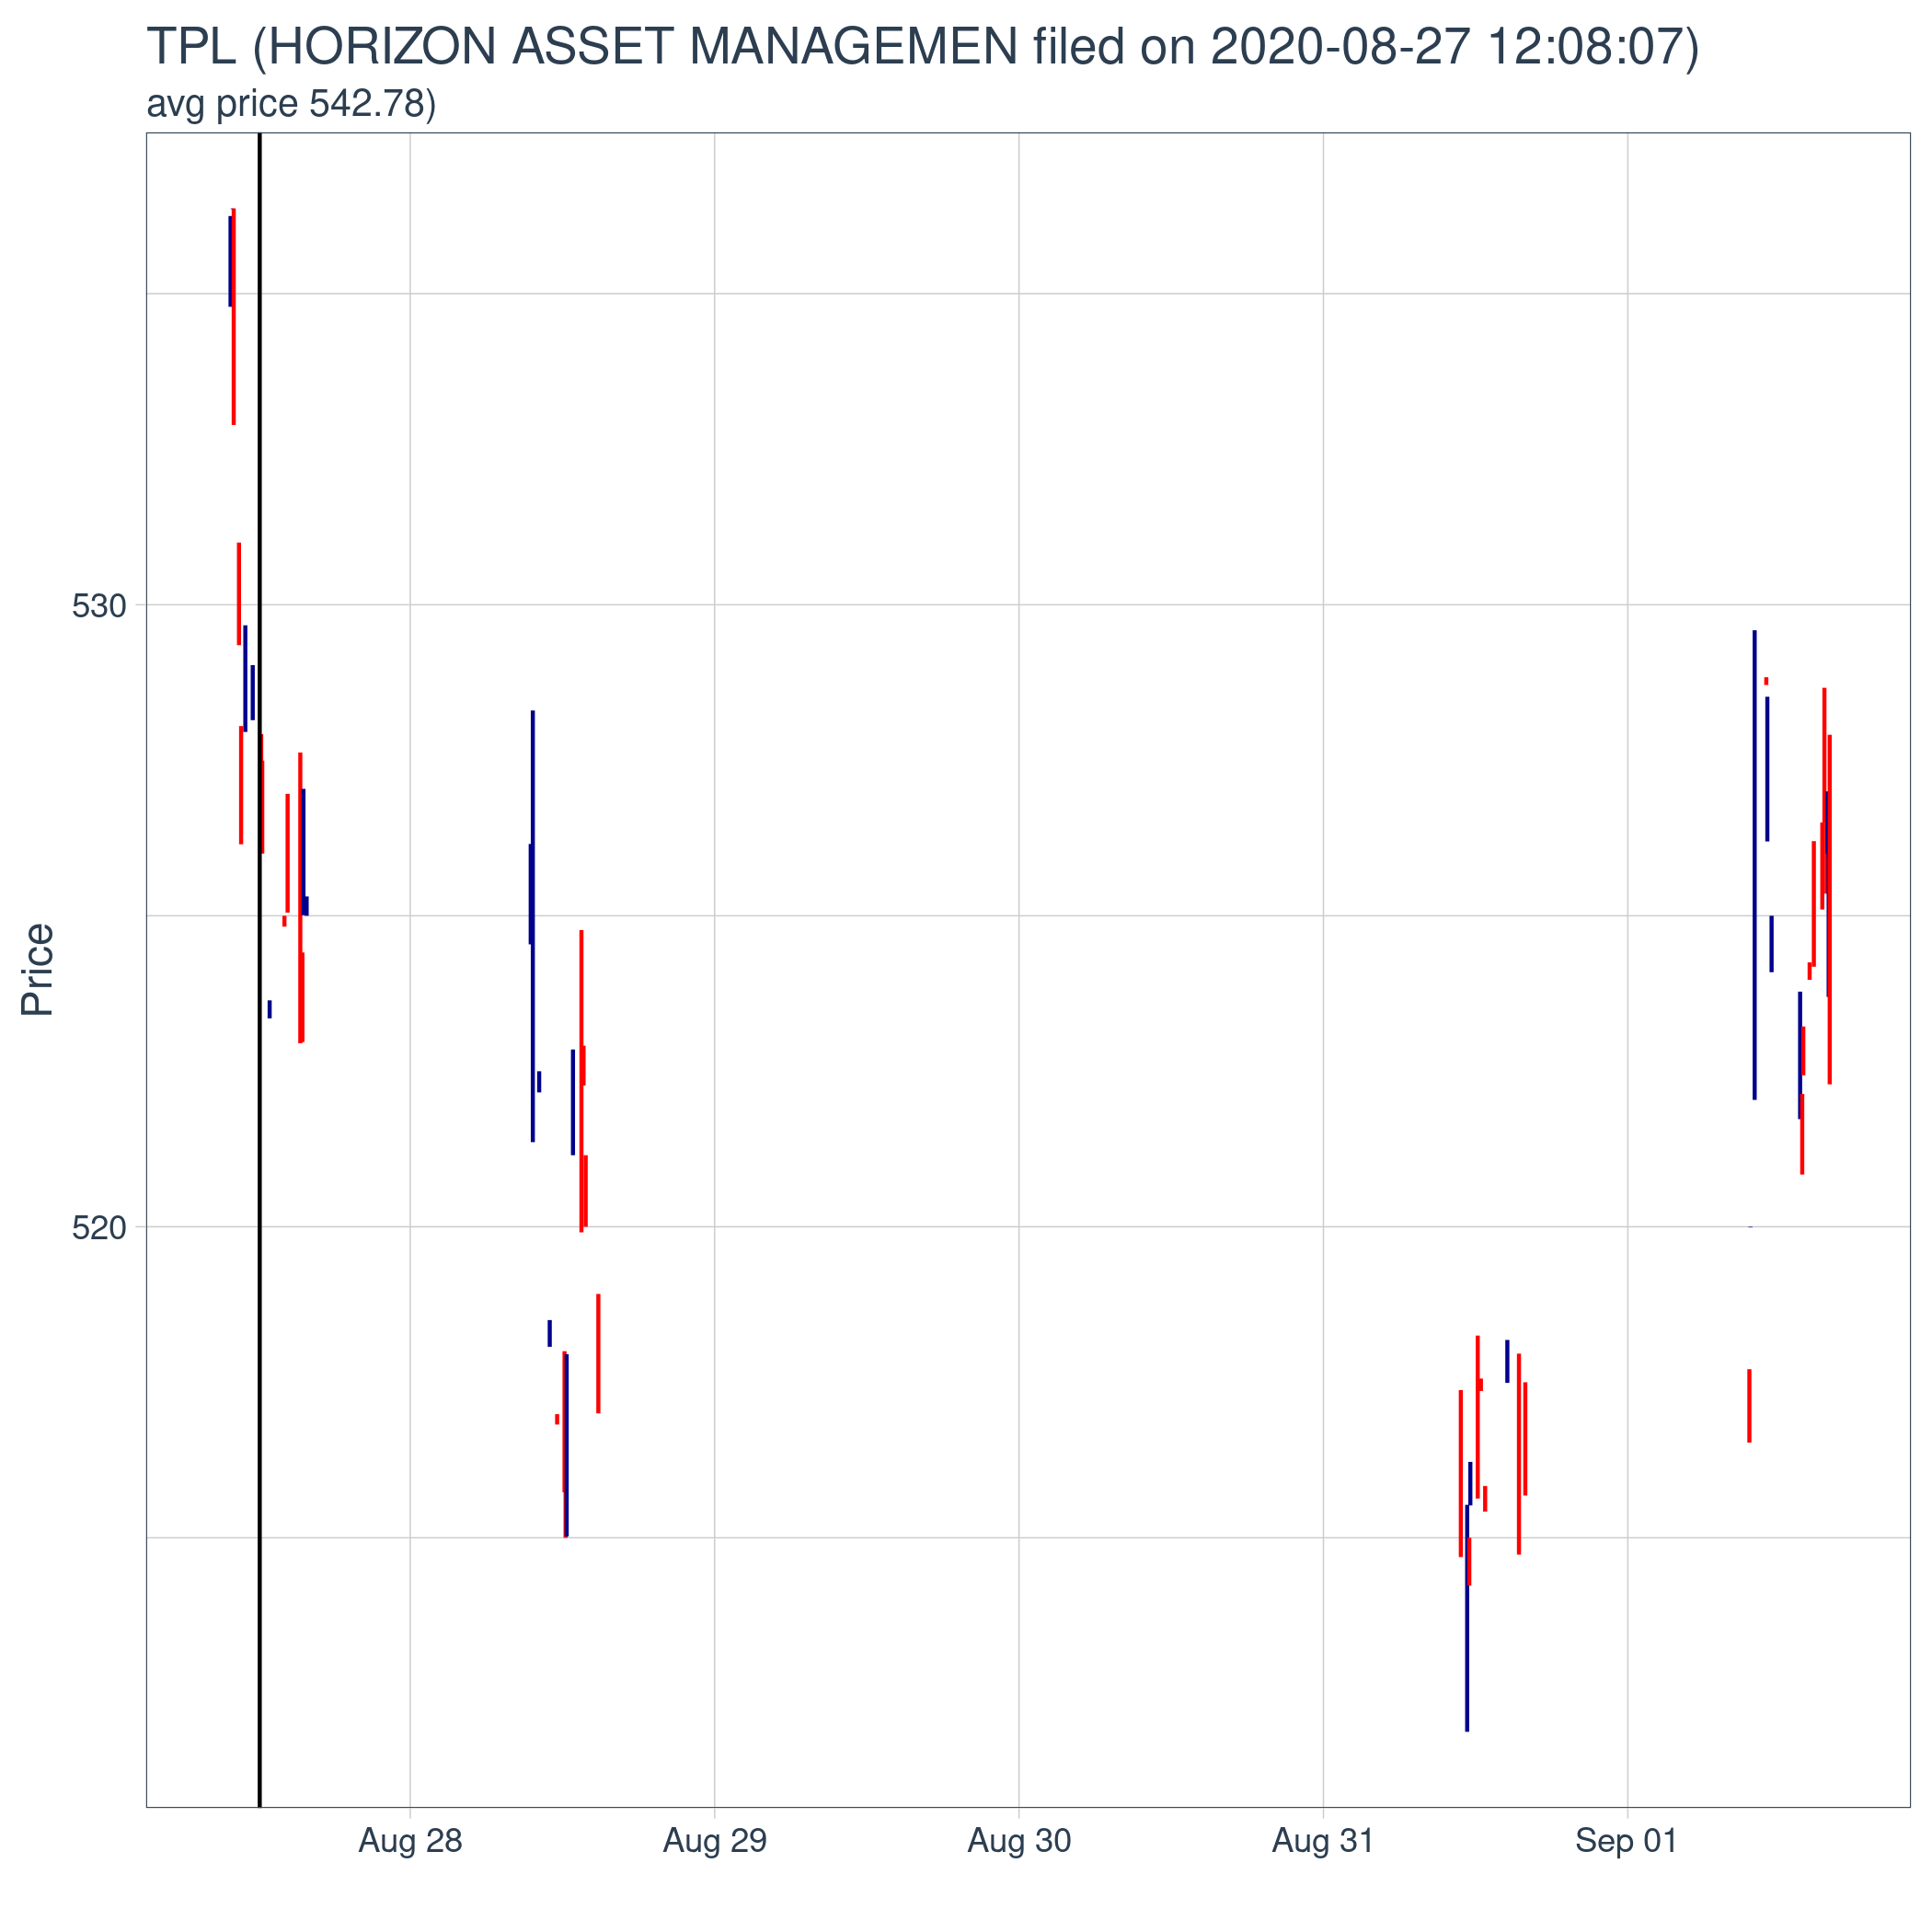 TPL (HORIZON ASSET MANAGEMEN filed on 2020-08-27 12:08:07)
avg price 542.78)
530
Price
520
Aug 28
Aug 29
Aug 30
Aug 31
Sep 01